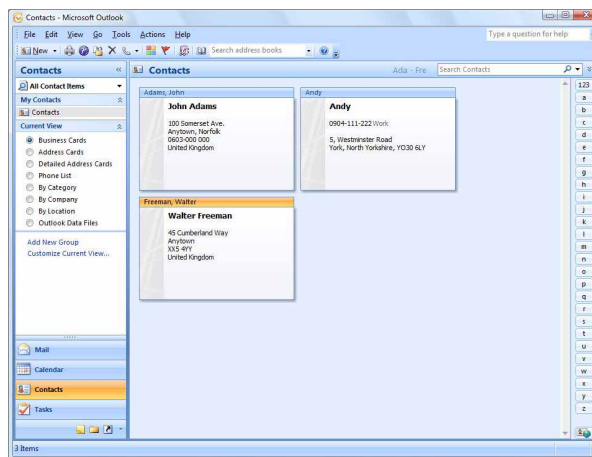 Contacts - Microsoft Outlook
File Edit View Go Tools Actions Help
Type a question for help
New
Search address books
Contacts
«
Contacts
Ada - Fre
Search Contacts
All Contact Items
My Contacts
Contacts
Current View
Business Cards
Address Cards
Detailed Address Cards
Phone List
By Category
By Company
By Location
Outlook Data Files
Add New Group
Customize Current View...
Adams, John
John Adams
100 Somerset Ave.
Anytown, Norfolk
0603-000 000
United Kingdom
Andy
Andy
0904-111-222 Work
5, Westminster Road
York, North Yorkshire, YO30 6LY
Freeman, Walter
Walter Freeman
45 Cumberland Way
Anytown
XX5 4YY
United Kingdom
123
a
b
c
d
e
f
g
h
i
j
k
l
m
n
o
p
q
r
s
t
u
v
w
x
y
z
Mail
Calendar
Contacts
Tasks
3 Items